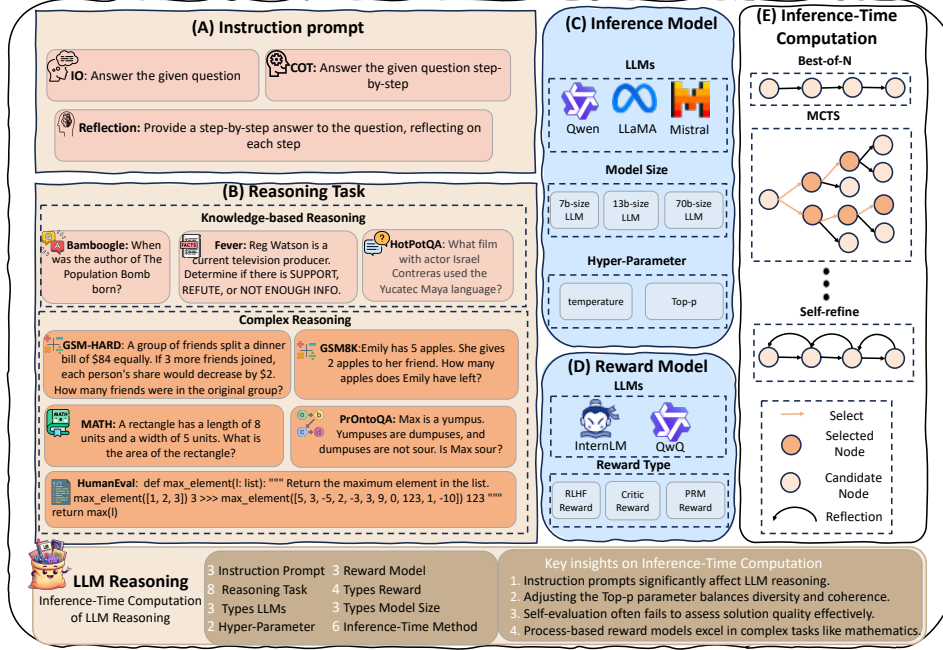 (A) Instruction prompt
IO: Answer the given question
COT: Answer the given question step-
by-step
Reflection: Provide a step-by-step answer to the question, reflecting on
each step
(B) Reasoning Task
Knowledge-based Reasoning
Bamboogle: When
was the author of The
Population Bomb
born?
Fever: Reg Watson is a
current television producer.
Determine if there is SUPPORT,
REFUTE, or NOT ENOUGH INFO.
HotPotQA: What film
with actor Israel
Contreras used the
Yucatec Maya language?
Complex Reasoning
GSM-HARD: A group of friends split a dinner
bill of $84 equally. If 3 more friends joined,
each person's share would decrease by $2.
How many friends were in the original group?
GSM8K:Emily has 5 apples. She gives
2 apples to her friend. How many
apples does Emily have left?
MATH: A rectangle has a length of 8
units and a width of 5 units. What is
the area of the rectangle?
PrOntoQA: Max is a yumpus.
Yumpuses are dumpuses, and
dumpuses are not sour. Is Max sour?
HumanEval: def max_element(l: list): """ Return the maximum element in the list.
max_element([1, 2, 3]) 3 >>> max_element([5, 3, -5, 2, -3, 3, 9, 0, 123, 1, -10]) 123 """
return max(l)
(C) Inference Model
LLMs
Qwen LLaMA Mistral
Model Size
7b-size
LLM
13b-size
LLM
70b-size
LLM
Hyper-Parameter
temperature
Top-p
(D) Reward Model
LLMs
InternLM QwQ
Reward Type
RLHF
Reward
Critic
Reward
PRM
Reward
(E) Inference-Time
Computation
Best-of-N
MCTS
Self-refine
Select
Selected
Node
Candidate
Node
Reflection
LLM Reasoning
Inference-Time Computation
of LLM Reasoning
3 Instruction Prompt
8 Reasoning Task
3 Types LLMs
2 Hyper-Parameter
3 Reward Model
4 Types Reward
3 Types Model Size
6 Inference-Time Method
Key insights on Inference-Time Computation
1. Instruction prompts significantly affect LLM reasoning.
2. Adjusting the Top-p parameter balances diversity and coherence.
3. Self-evaluation often fails to assess solution quality effectively.
4. Process-based reward models excel in complex tasks like mathematics.